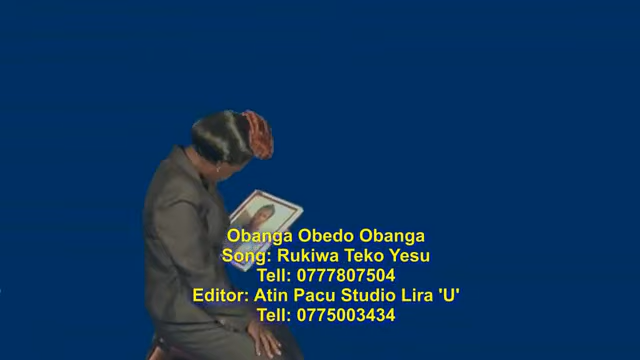 Obanga Obedo Obanga
Song: Rukiwa Teko Yesu
Tell: 0777807504
Editor: Atin Pacu Studio Lira 'U'
Tell: 0775003434